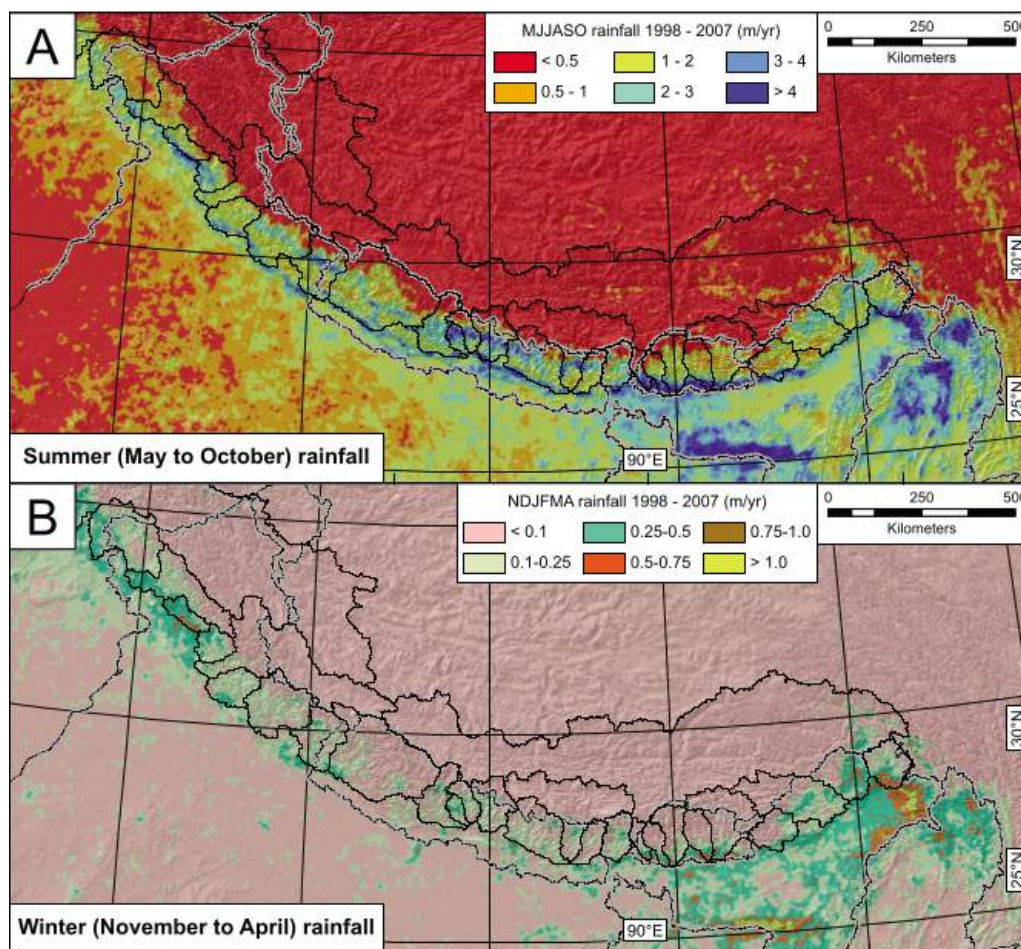 A
MJJASO rainfall 1998 - 2007 (m/yr)
< 0.5
1 - 2
3 - 4
0.5 - 1
2 - 3
> 4
0 250 500
Kilometers
30°N
25°N
90°E
Summer (May to October) rainfall
B
NDJFMA rainfall 1998 - 2007 (m/yr)
< 0.1
0.25-0.5
0.75-1.0
0.1-0.25
0.5-0.75
> 1.0
0 250 500
Kilometers
30°N
25°N
90°E
Winter (November to April) rainfall